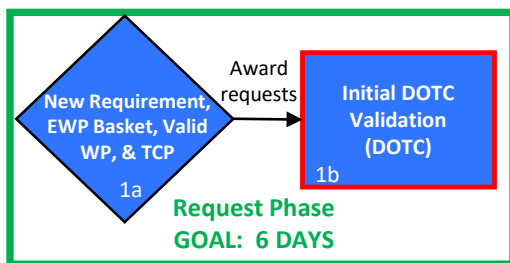 New Requirement,
EWP Basket, Valid
WP, & TCP
1a
Award
requests
Initial DOTC
Validation
(DOTC)
1b
Request Phase
GOAL: 6 DAYS